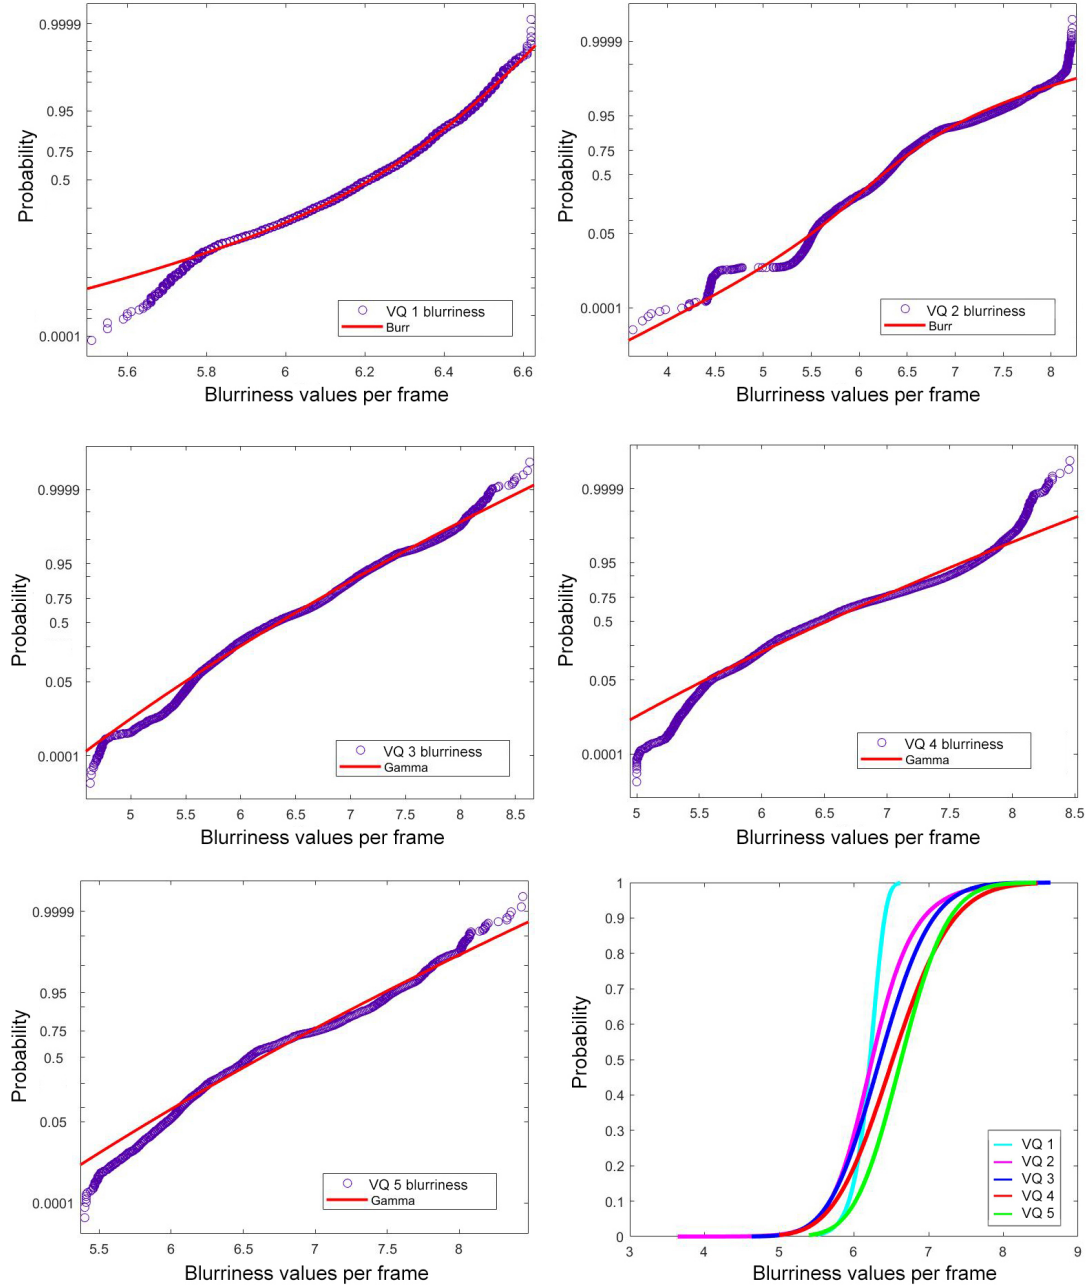 0.9999
0.95
0.75
0.5
0.0001
Probability
VQ 1 blurriness
Burr
5.6 5.8 6 6.2 6.4 6.6
Blurriness values per frame
0.9999
0.95
0.75
0.5
0.05
0.0001
Probability
VQ 2 blurriness
Burr
4 4.5 5 5.5 6 6.5 7 7.5 8
Blurriness values per frame
0.9999
0.95
0.75
0.5
0.05
0.0001
Probability
VQ 3 blurriness
Gamma
5 5.5 6 6.5 7 7.5 8 8.5
Blurriness values per frame
0.9999
0.95
0.75
0.5
0.05
0.0001
Probability
VQ 4 blurriness
Gamma
5 5.5 6 6.5 7 7.5 8 8.5
Blurriness values per frame
0.9999
0.95
0.75
0.5
0.05
0.0001
Probability
VQ 5 blurriness
Gamma
5.5 6 6.5 7 7.5 8
Blurriness values per frame
1
0.9
0.8
0.7
0.6
0.5
0.4
0.3
0.2
0.1
0
Probability
VQ 1
VQ 2
VQ 3
VQ 4
VQ 5
3 4 5 6 7 8 9
Blurriness values per frame